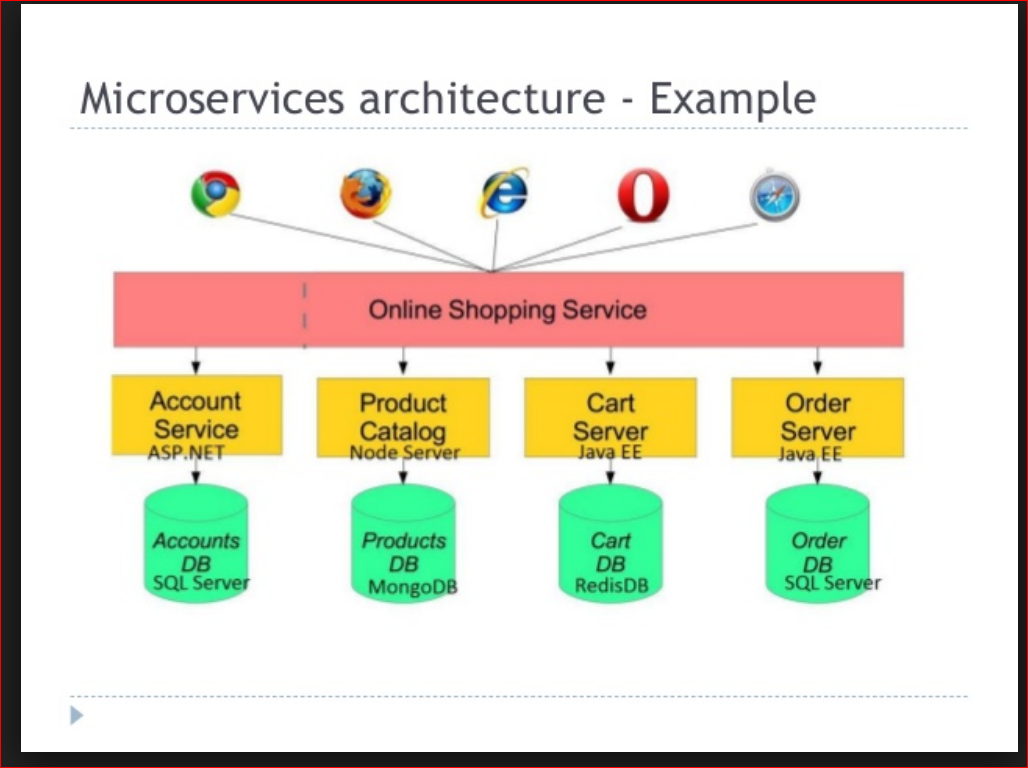 Microservices architecture - Example
Online Shopping Service
Account
Service
ASP.NET
Product
Catalog
Node Server
Cart
Server
Java EE
Order
Server
Java EE
Accounts
DB
SQL Server
Products
DB
MongoDB
Cart
DB
RedisDB
Order
DB
SQL Server